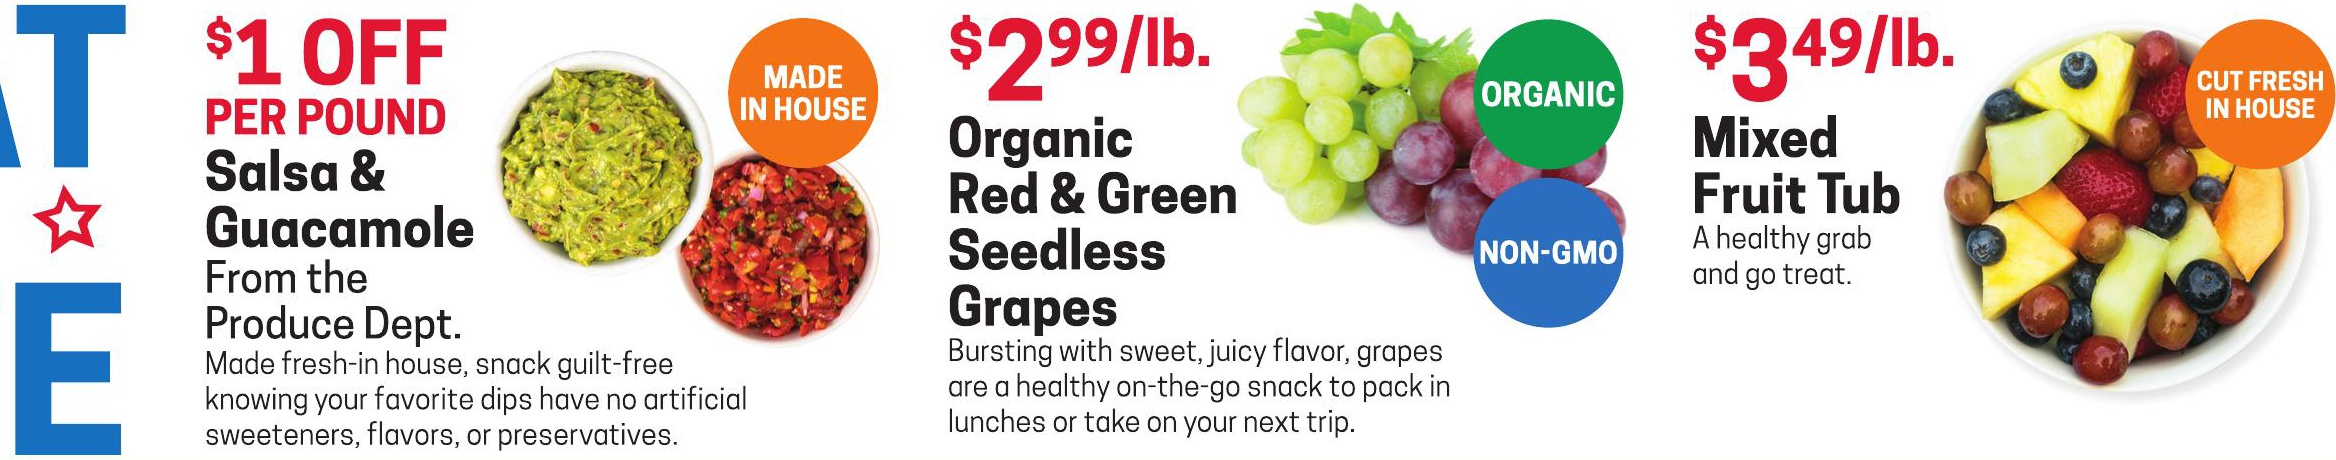 AT
E
$1 OFF
PER POUND
Salsa &
Guacamole
From the
Produce Dept.
Made fresh-in house, snack guilt-free
knowing your favorite dips have no artificial
sweeteners, flavors, or preservatives.
MADE
IN HOUSE
$2 99/lb.
Organic
Red & Green
Seedless
Grapes
Bursting with sweet, juicy flavor, grapes
are a healthy on-the-go snack to pack in
lunches or take on your next trip.
ORGANIC
NON-GMO
$3 49/lb.
Mixed
Fruit Tub
A healthy grab
and go treat.
CUT FRESH
IN HOUSE